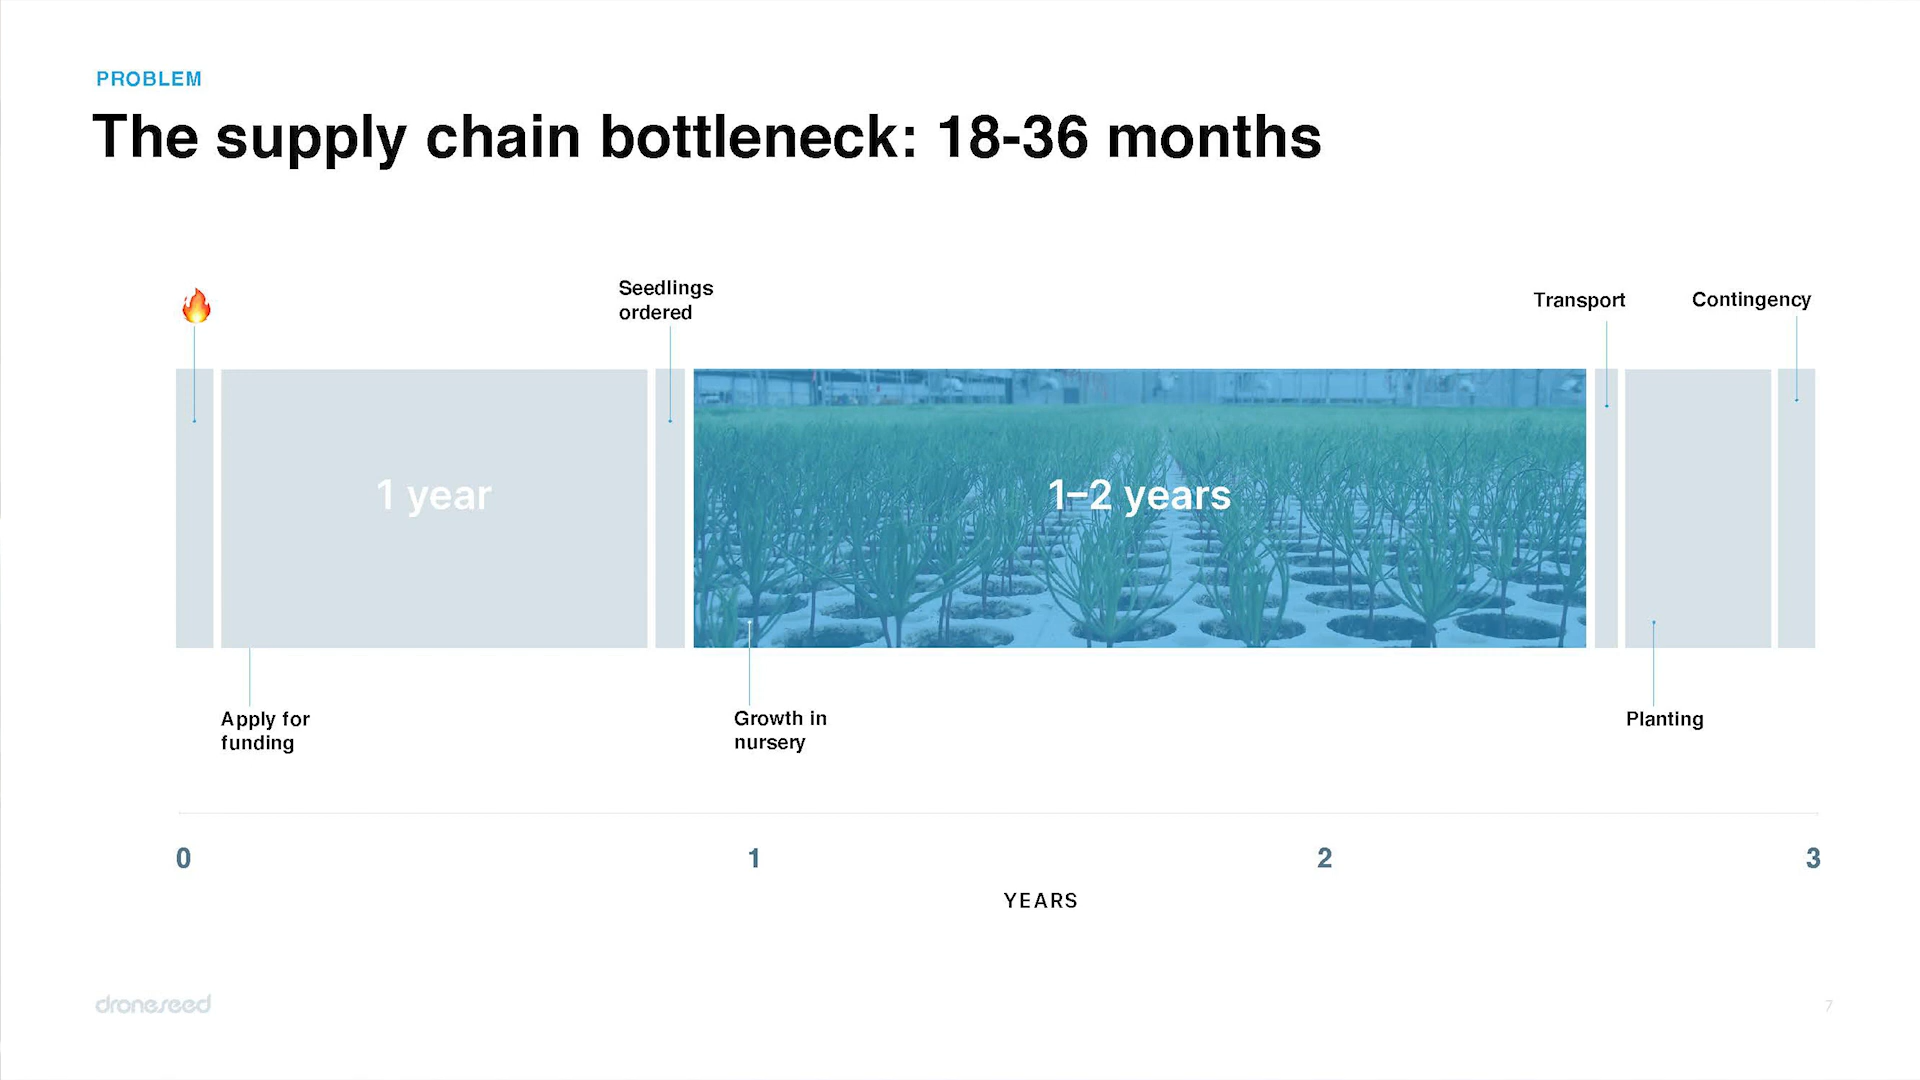 PROBLEM
The supply chain bottleneck: 18-36 months
Seedlings
ordered
Transport
Contingency
1 year
1–2 years
Apply for
funding
Growth in
nursery
Planting
0
1
2
3
YEARS
droneseed
7